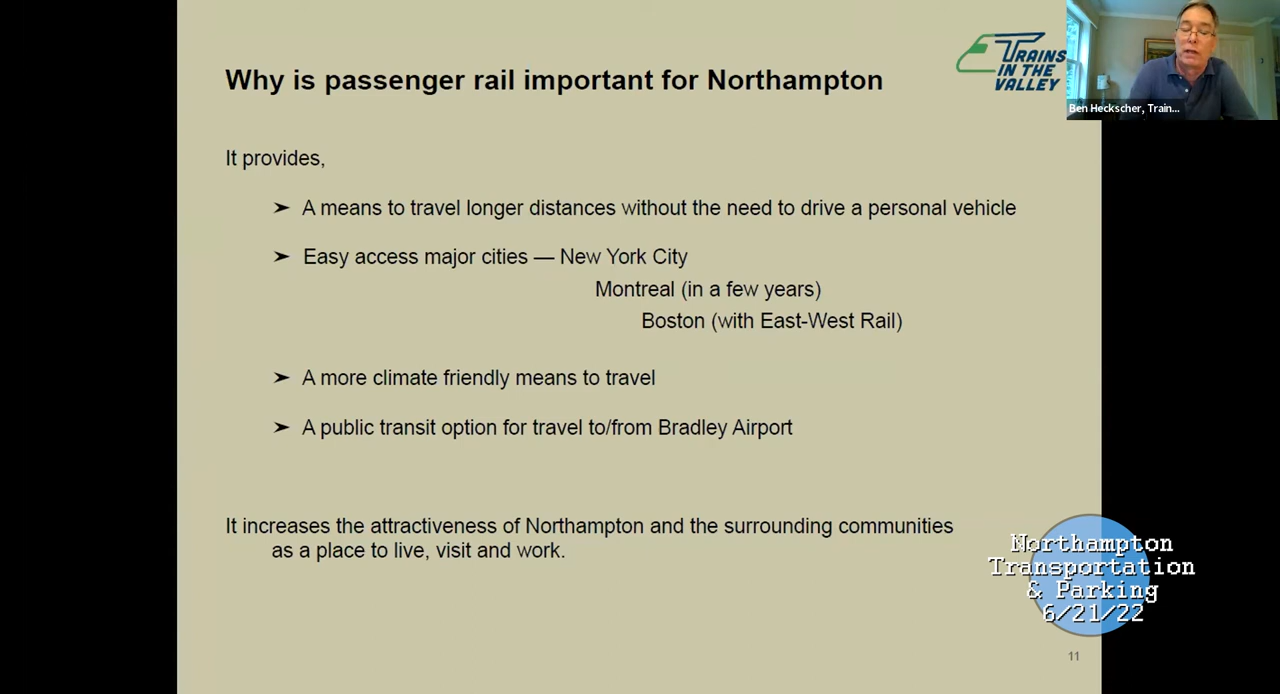 Why is passenger rail important for Northampton
TRAINS
IN THE
VALLEY
Ben Heckscher, Train...
It provides,
➤ A means to travel longer distances without the need to drive a personal vehicle
➤ Easy access major cities — New York City
Montreal (in a few years)
Boston (with East-West Rail)
➤ A more climate friendly means to travel
➤ A public transit option for travel to/from Bradley Airport
It increases the attractiveness of Northampton and the surrounding communities
as a place to live, visit and work.
Northampton
Transportation
& Parking
6/21/22
11